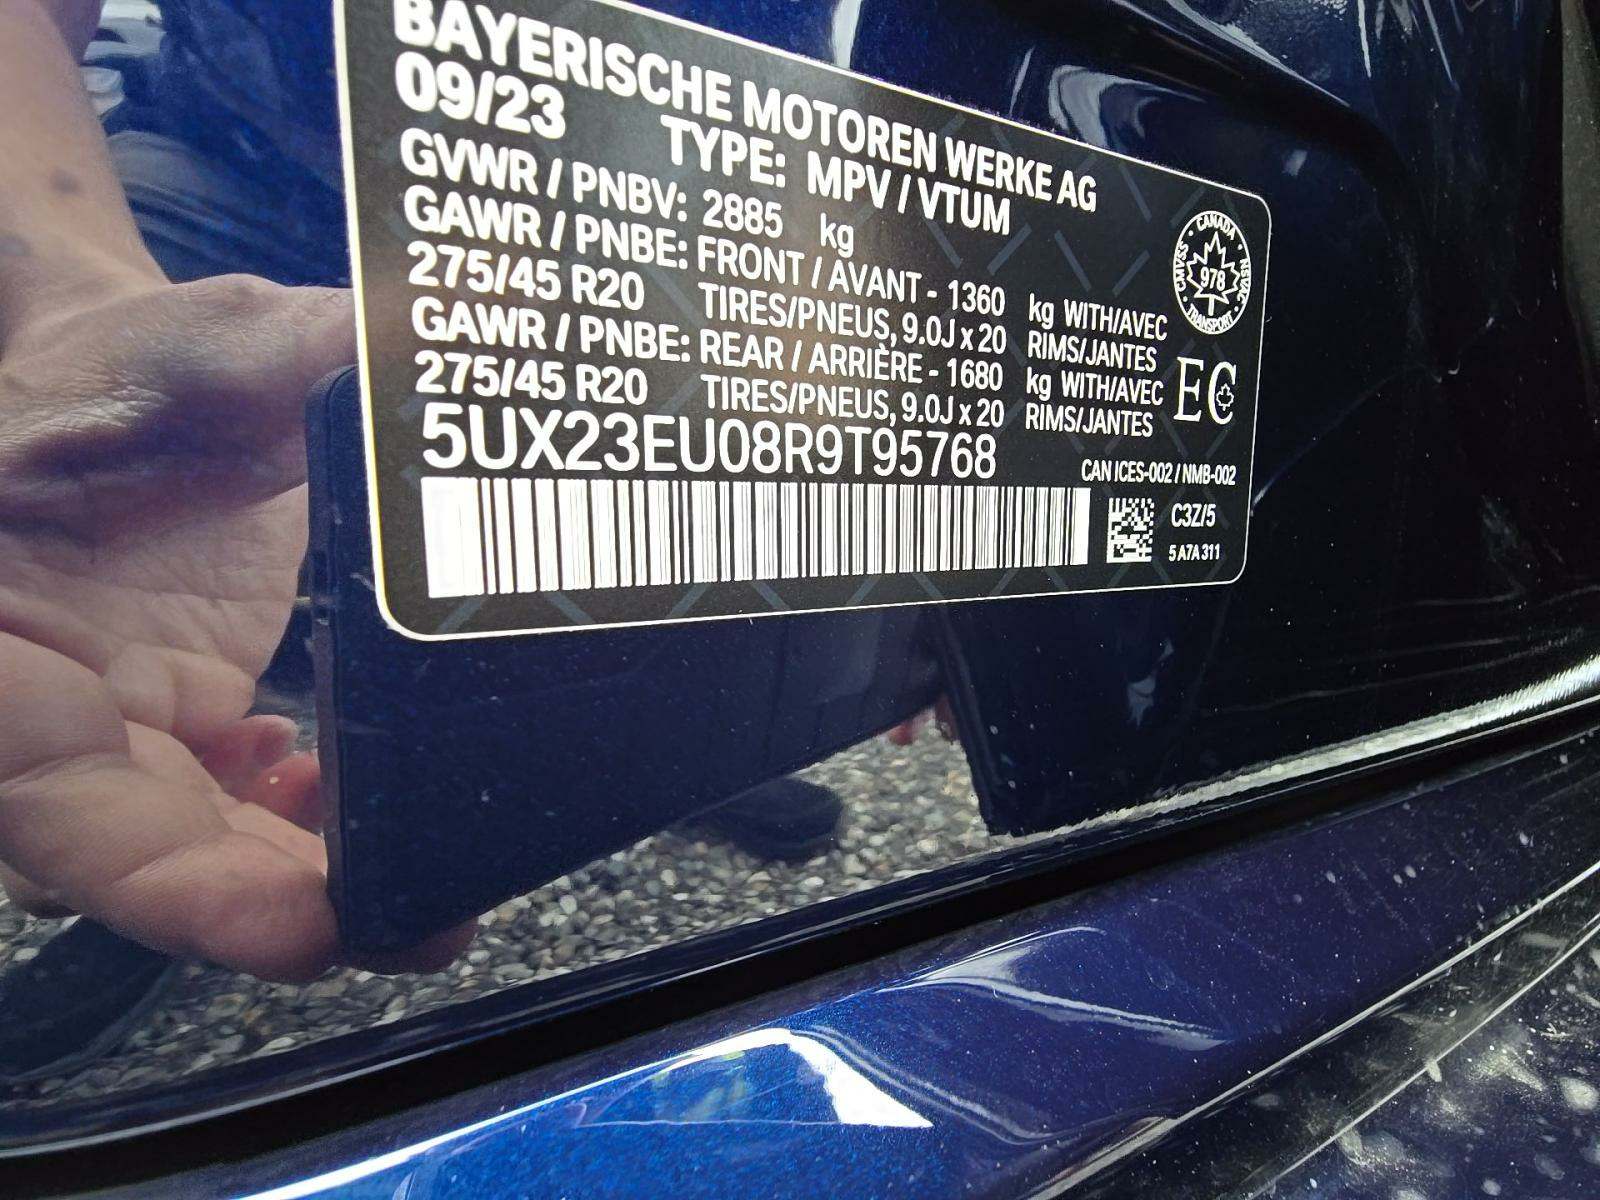 BAYERISCHE MOTOREN WERKE AG
09/23 TYPE: MPV / VTUM
GVWR / PNBV: 2885 kg
GAWR / PNBE: FRONT / AVANT - 1360 kg WITH/AVEC
275/45 R20 TIRES/PNEUS, 9.0J x 20 RIMS/JANTES
GAWR / PNBE: REAR / ARRIÈRE - 1680 kg WITH/AVEC
275/45 R20 TIRES/PNEUS, 9.0J x 20 RIMS/JANTES
5UX23EU08R9T95768
CANADA
CMVSS 978 NSVAC
TRANSPORT
EC
CAN ICES-002 / NMB-002
C3Z/5
5 A7A 311